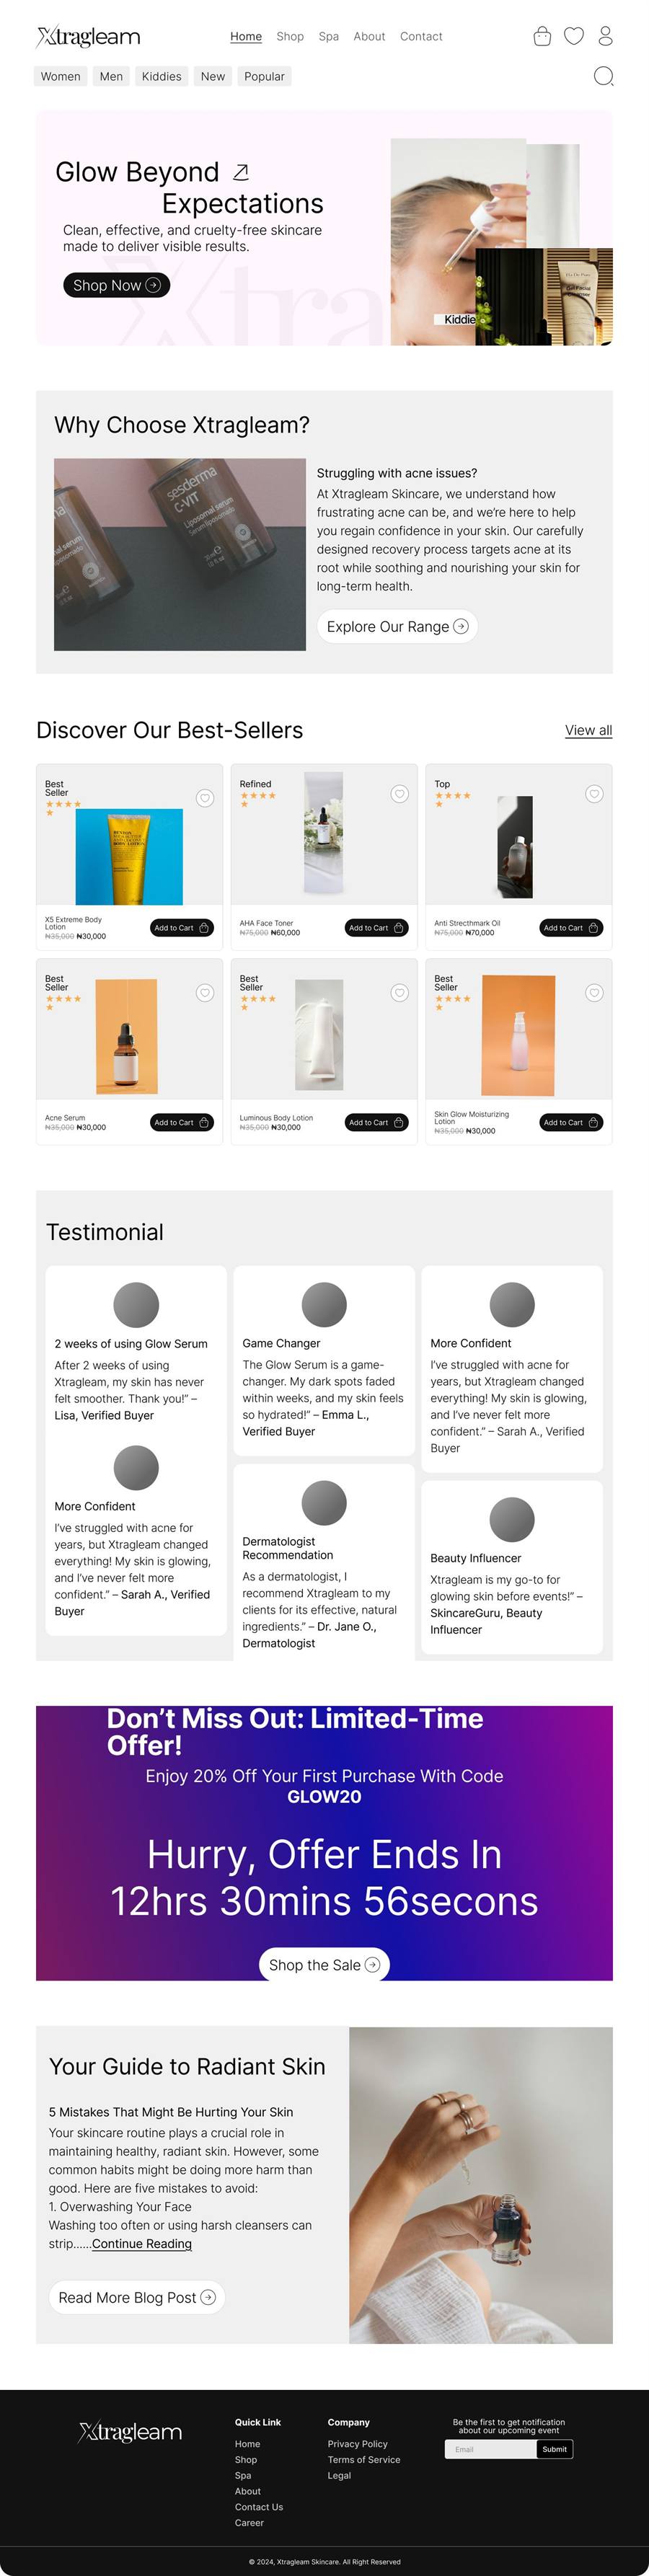 Xtragleam
Home Shop Spa About Contact
Women Men Kiddies New Popular
Glow Beyond
Expectations
Clean, effective, and cruelty-free skincare
made to deliver visible results.
Shop Now
Xtra
Kiddie
Why Choose Xtragleam?
sesderma
C-VIT
Liposomal serum
Serum liposomado
Struggling with acne issues?
At Xtragleam Skincare, we understand how
frustrating acne can be, and we’re here to help
you regain confidence in your skin. Our carefully
designed recovery process targets acne at its
root while soothing and nourishing your skin for
long-term health.
Explore Our Range
Discover Our Best-Sellers
View all
Best
Seller
X5 Extreme Body
Lotion
₦35,000 ₦30,000
Add to Cart
Refined
AHA Face Toner
₦75,000 ₦60,000
Add to Cart
Top
Anti Strecthmark Oil
₦75,000 ₦70,000
Add to Cart
Best
Seller
Acne Serum
₦35,000 ₦30,000
Add to Cart
Best
Seller
Luminous Body Lotion
₦35,000 ₦30,000
Add to Cart
Best
Seller
Skin Glow Moisturizing
Lotion
₦35,000 ₦30,000
Add to Cart
Testimonial
2 weeks of using Glow Serum
After 2 weeks of using
Xtragleam, my skin has never
felt smoother. Thank you!” –
Lisa, Verified Buyer
More Confident
I’ve struggled with acne for
years, but Xtragleam changed
everything! My skin is glowing,
and I’ve never felt more
confident.” – Sarah A., Verified
Buyer
Game Changer
The Glow Serum is a game-
changer. My dark spots faded
within weeks, and my skin feels
so hydrated!” – Emma L.,
Verified Buyer
Dermatologist
Recommendation
As a dermatologist, I
recommend Xtragleam to my
clients for its effective, natural
ingredients.” – Dr. Jane O.,
Dermatologist
More Confident
I’ve struggled with acne for
years, but Xtragleam changed
everything! My skin is glowing,
and I’ve never felt more
confident.” – Sarah A., Verified
Buyer
Beauty Influencer
Xtragleam is my go-to for
glowing skin before events!” –
SkincareGuru, Beauty
Influencer
Don’t Miss Out: Limited-Time
Offer!
Enjoy 20% Off Your First Purchase With Code
GLOW20
Hurry, Offer Ends In
12hrs 30mins 56secons
Shop the Sale
Your Guide to Radiant Skin
5 Mistakes That Might Be Hurting Your Skin
Your skincare routine plays a crucial role in
maintaining healthy, radiant skin. However, some
common habits might be doing more harm than
good. Here are five mistakes to avoid:
1. Overwashing Your Face
Washing too often or using harsh cleansers can
strip......Continue Reading
Read More Blog Post
Xtragleam
Quick Link
Home
Shop
Spa
About
Contact Us
Career
Company
Privacy Policy
Terms of Service
Legal
Be the first to get notification
about our upcoming event
Email
Submit
© 2024, Xtragleam Skincare. All Right Reserved